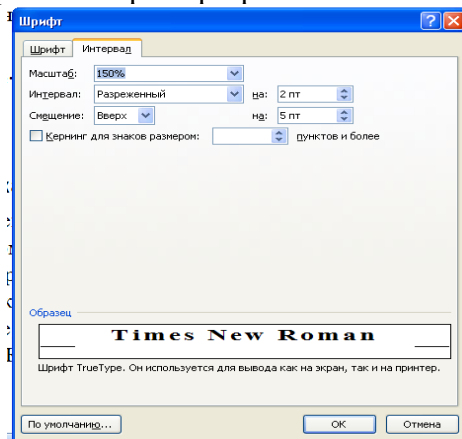 Шрифт
Шрифт Интервал
Масштаб: 150%
Интервал: Разреженный на: 2 пт
Смещение: Вверх на: 5 пт
Кернинг для знаков размером: пунктов и более
Образец
Times New Roman
Шрифт TrueType. Он используется для вывода как на экран, так и на принтер.
По умолчанию... ОК Отмена